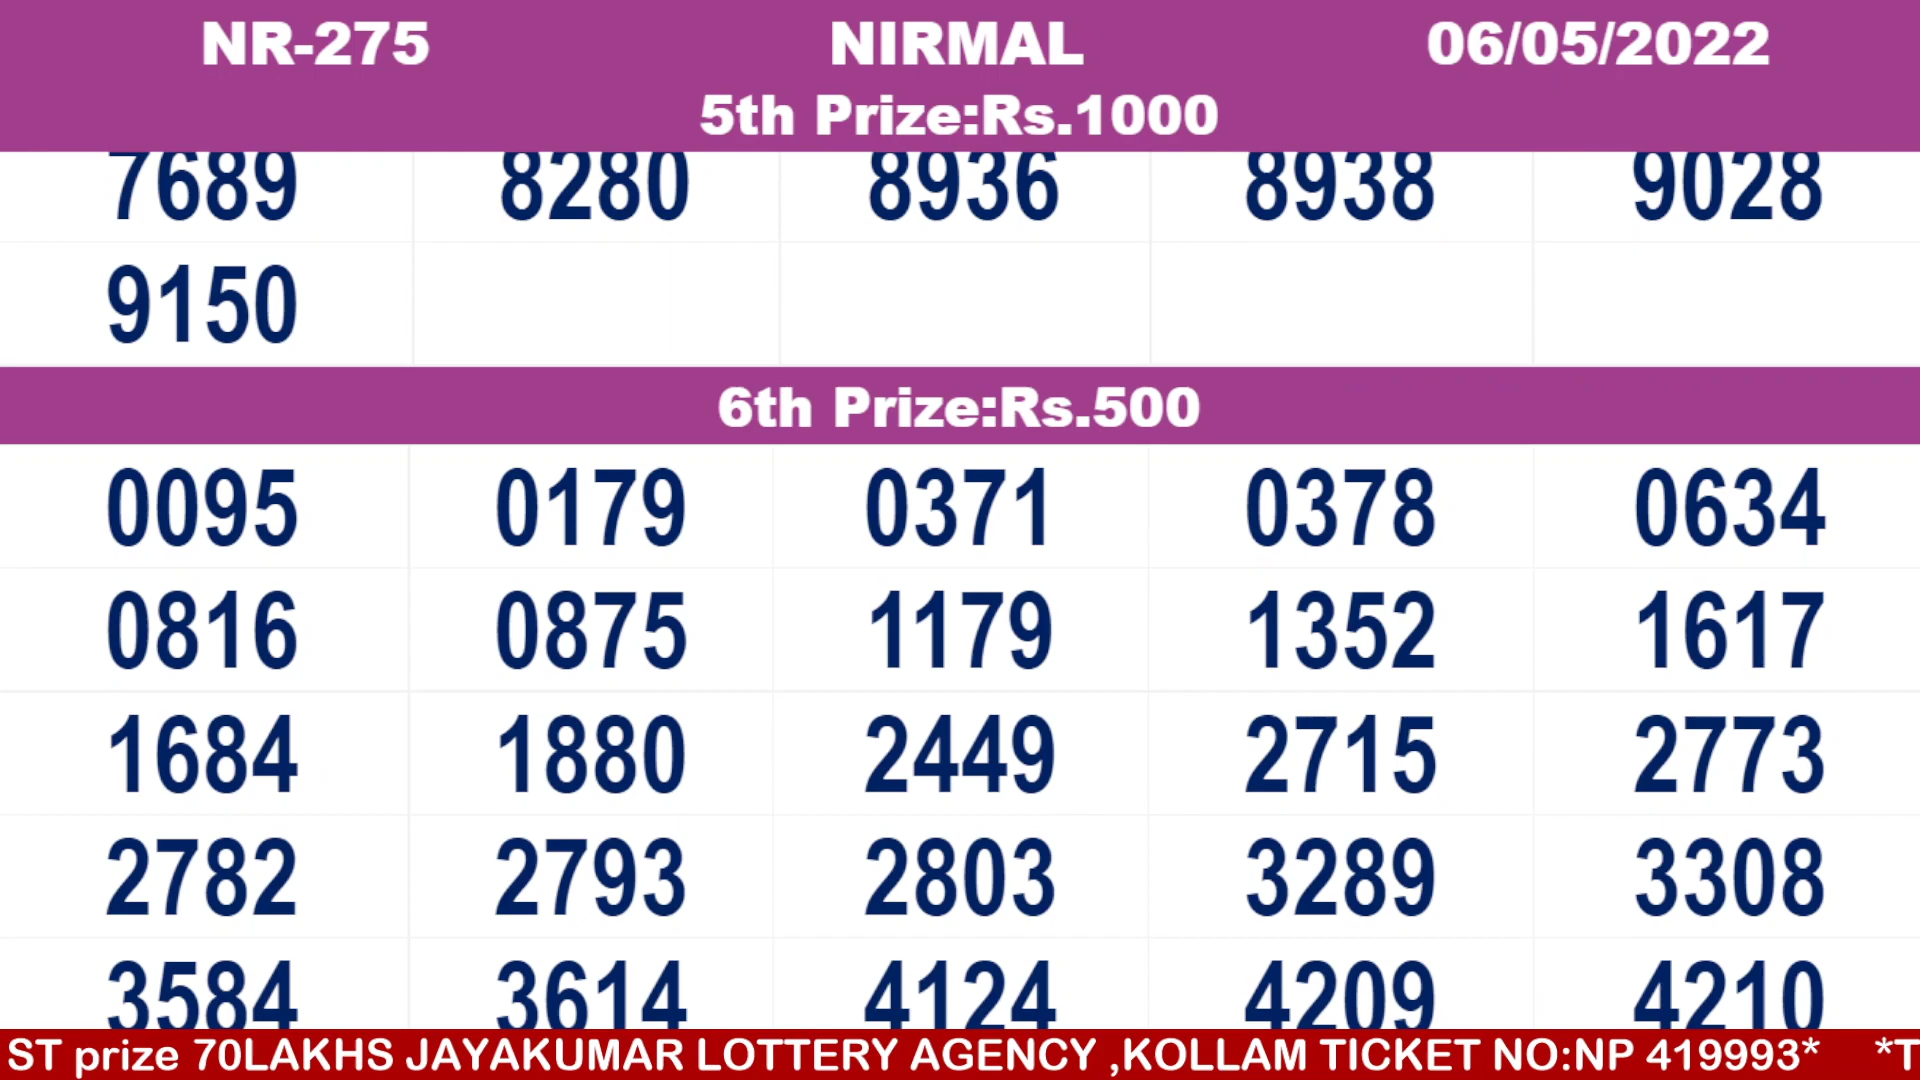 NR-275 NIRMAL 06/05/2022
5th Prize:Rs.1000
7689 8280 8936 8938 9028
9150
6th Prize:Rs.500
0095 0179 0371 0378 0634
0816 0875 1179 1352 1617
1684 1880 2449 2715 2773
2782 2793 2803 3289 3308
3584 3614 4124 4209 4210
ST prize 70LAKHS JAYAKUMAR LOTTERY AGENCY ,KOLLAM TICKET NO:NP 419993* *T